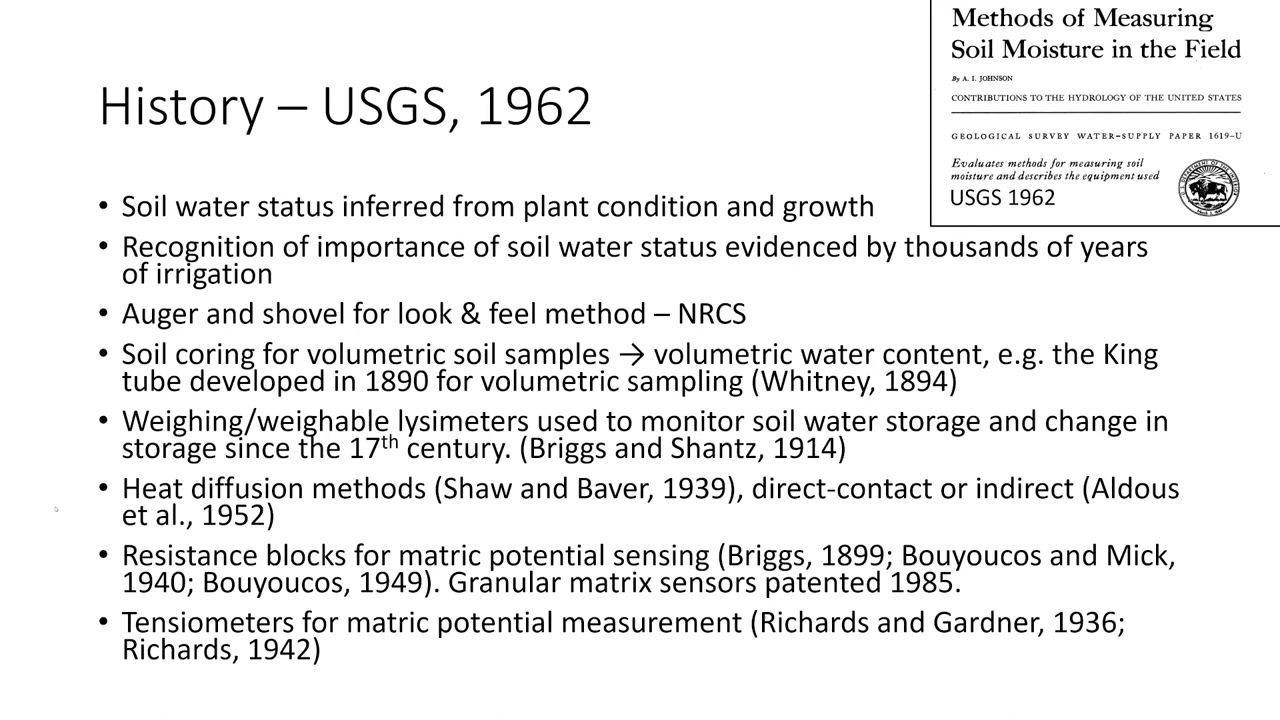 Methods of Measuring
Soil Moisture in the Field
By A. I. JOHNSON
CONTRIBUTIONS TO THE HYDROLOGY OF THE UNITED STATES
GEOLOGICAL SURVEY WATER-SUPPLY PAPER 1619-U
Evaluates methods for measuring soil
moisture and describes the equipment used
USGS 1962
History – USGS, 1962
• Soil water status inferred from plant condition and growth
• Recognition of importance of soil water status evidenced by thousands of years
of irrigation
• Auger and shovel for look & feel method – NRCS
• Soil coring for volumetric soil samples → volumetric water content, e.g. the King
tube developed in 1890 for volumetric sampling (Whitney, 1894)
• Weighing/weighable lysimeters used to monitor soil water storage and change in
storage since the 17th century. (Briggs and Shantz, 1914)
• Heat diffusion methods (Shaw and Baver, 1939), direct-contact or indirect (Aldous
et al., 1952)
• Resistance blocks for matric potential sensing (Briggs, 1899; Bouyoucos and Mick,
1940; Bouyoucos, 1949). Granular matrix sensors patented 1985.
• Tensiometers for matric potential measurement (Richards and Gardner, 1936;
Richards, 1942)